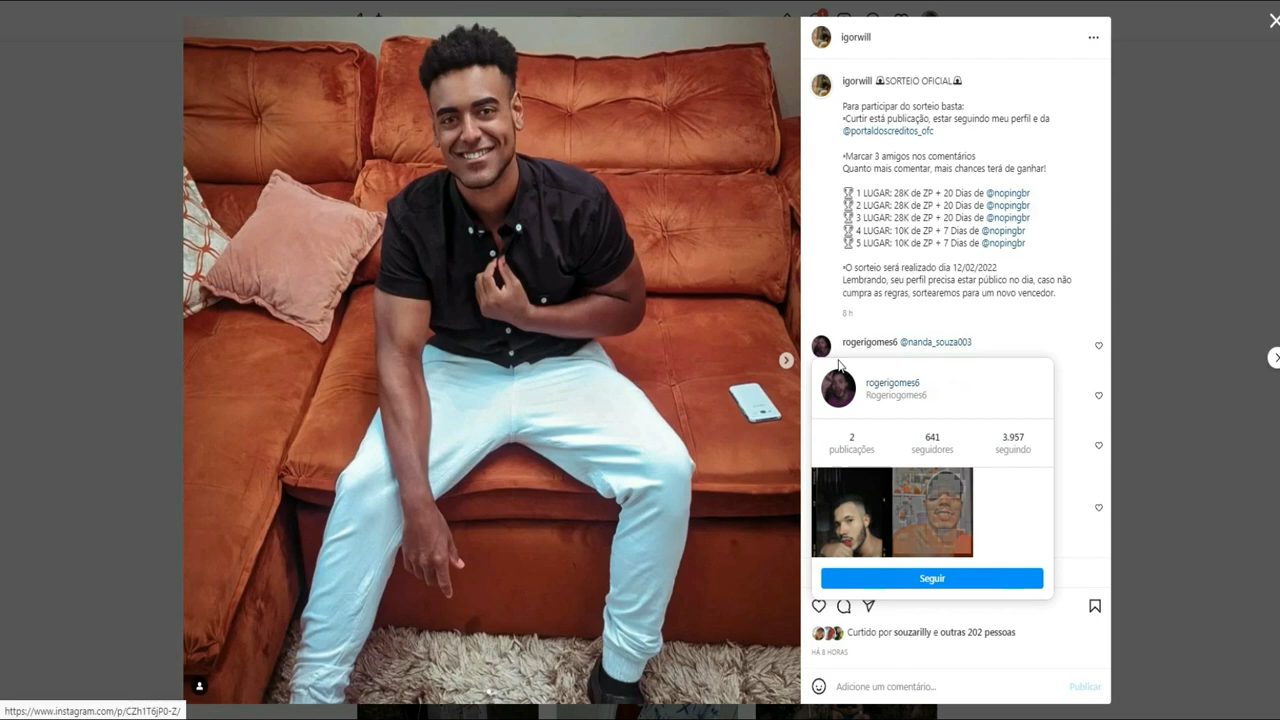 igorwill
igorwill SORTEIO OFICIAL
Para participar do sorteio basta:
•Curtir está publicação, estar seguindo meu perfil e da
@portaldoscreditos_ofc
•Marcar 3 amigos nos comentários
Quanto mais comentar, mais chances terá de ganhar!
1 LUGAR: 28K de ZP + 20 Dias de @nopingbr
2 LUGAR: 28K de ZP + 20 Dias de @nopingbr
3 LUGAR: 28K de ZP + 20 Dias de @nopingbr
4 LUGAR: 10K de ZP + 7 Dias de @nopingbr
5 LUGAR: 10K de ZP + 7 Dias de @nopingbr
•O sorteio será realizado dia 12/02/2022
Lembrando, seu perfil precisa estar público no dia, caso não
cumpra as regras, sortearemos para um novo vencedor.
8 h
rogerigomes6 @nanda_souza003
rogerigomes6
Rogeriogomes6
2 641 3.957
publicações seguidores seguindo
Seguir
Curtido por souzarilly e outras 202 pessoas
HÁ 8 HORAS
Adicione um comentário... Publicar
https://www.instagram.com/p/CZh1T6jP0-Z/